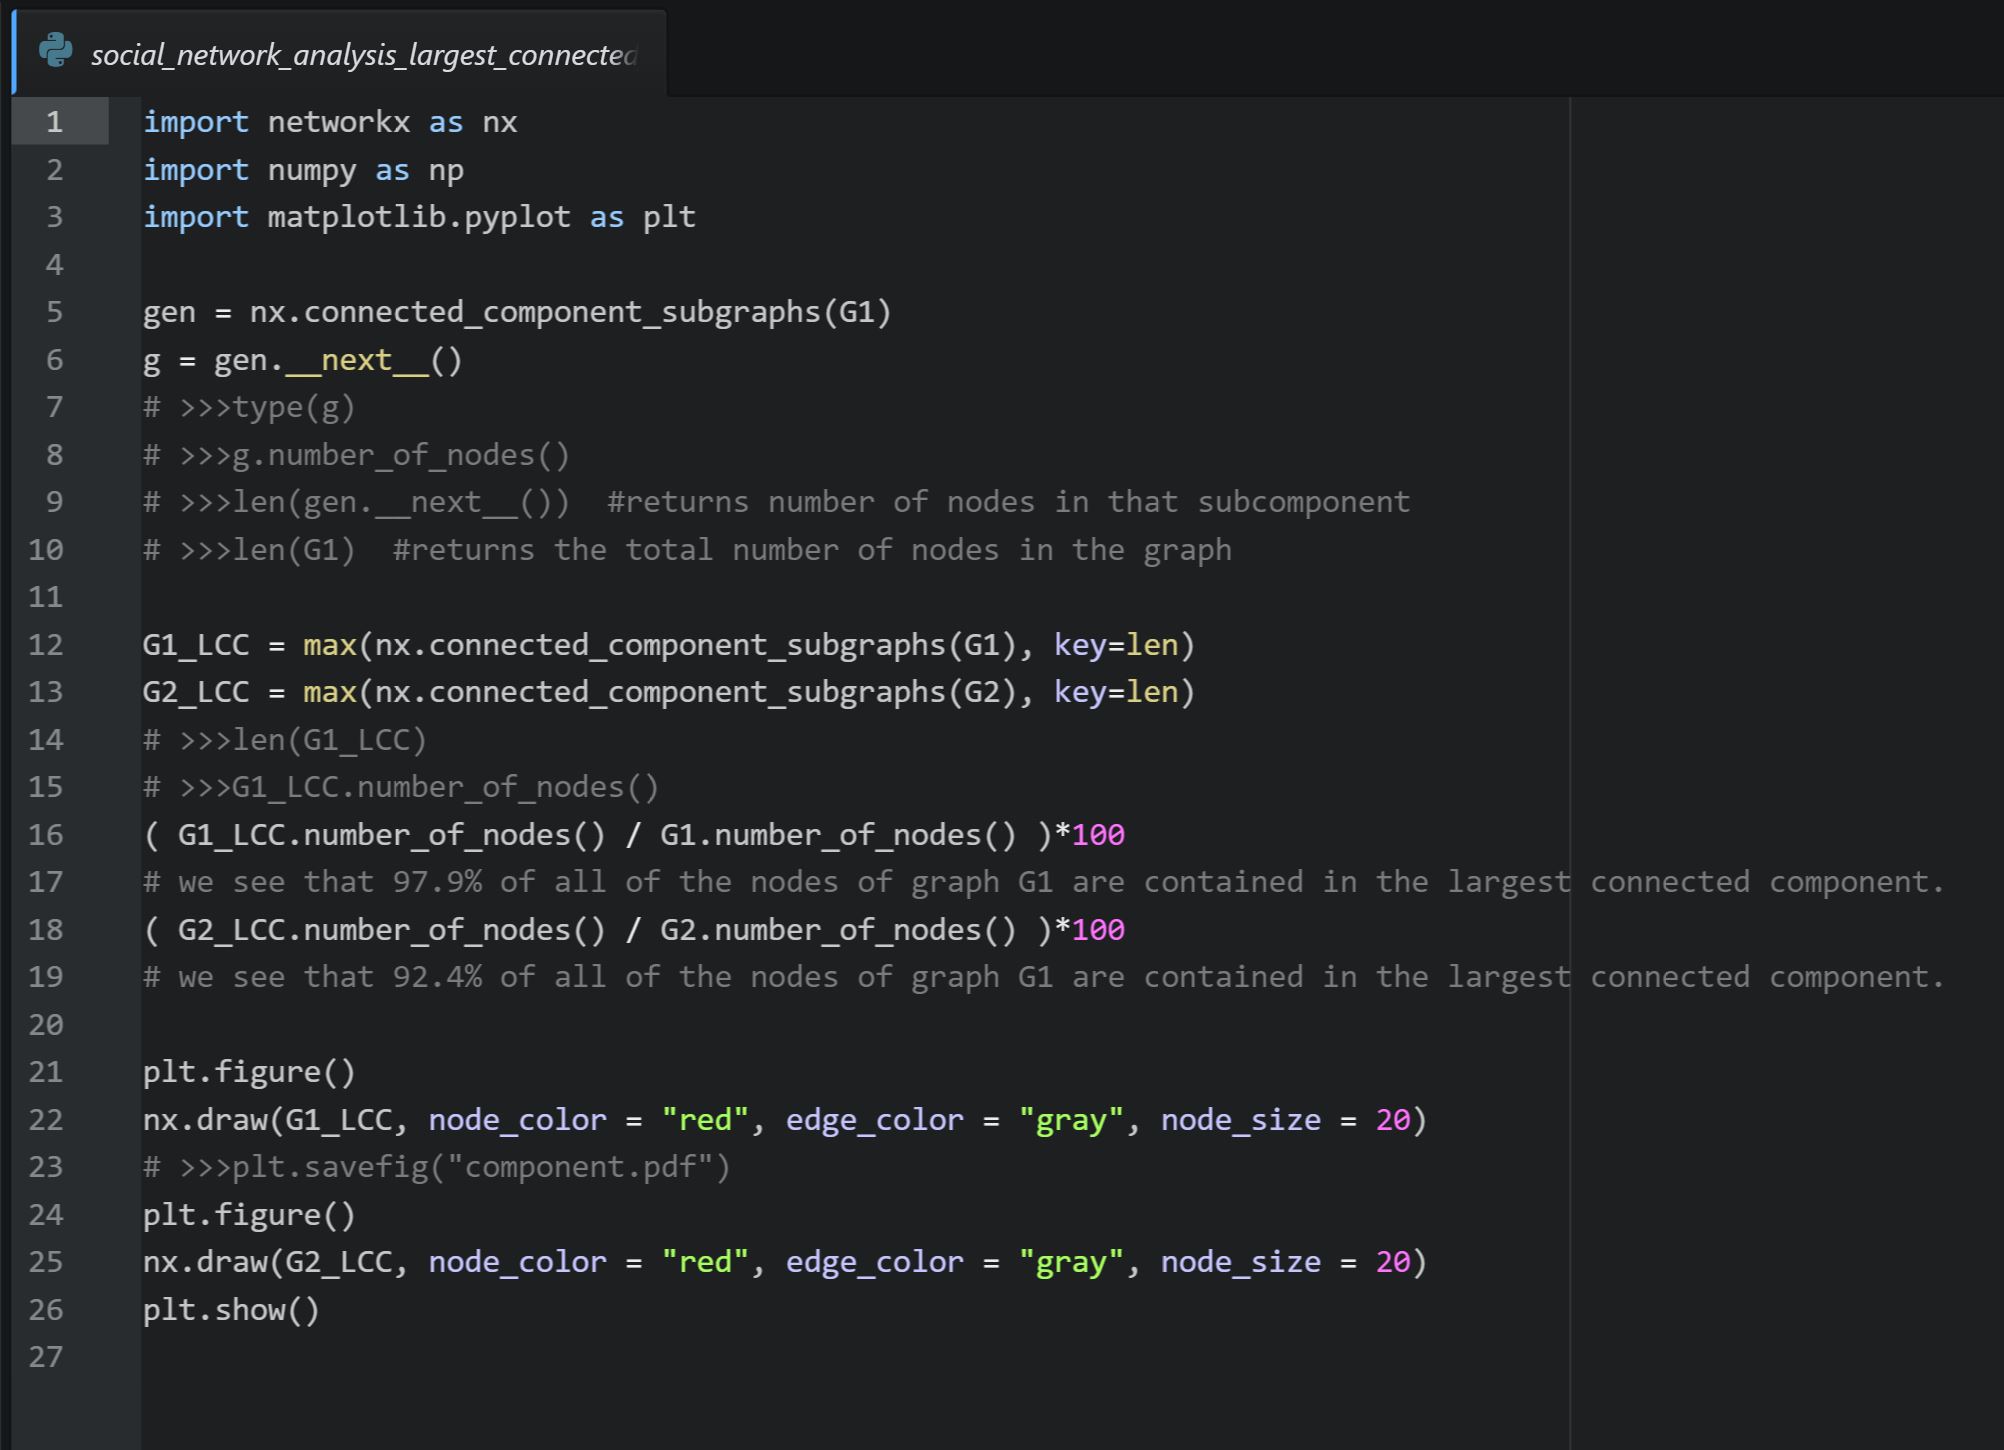 social_network_analysis_largest_connected
1 import networkx as nx
2 import numpy as np
3 import matplotlib.pyplot as plt
4
5 gen = nx.connected_component_subgraphs(G1)
6 g = gen.__next__()
7 # >>>type(g)
8 # >>>g.number_of_nodes()
9 # >>>len(gen.__next__())  #returns number of nodes in that subcomponent
10 # >>>len(G1)  #returns the total number of nodes in the graph
11
12 G1_LCC = max(nx.connected_component_subgraphs(G1), key=len)
13 G2_LCC = max(nx.connected_component_subgraphs(G2), key=len)
14 # >>>len(G1_LCC)
15 # >>>G1_LCC.number_of_nodes()
16 ( G1_LCC.number_of_nodes() / G1.number_of_nodes() )*100
17 # we see that 97.9% of all of the nodes of graph G1 are contained in the largest connected component.
18 ( G2_LCC.number_of_nodes() / G2.number_of_nodes() )*100
19 # we see that 92.4% of all of the nodes of graph G1 are contained in the largest connected component.
20
21 plt.figure()
22 nx.draw(G1_LCC, node_color = "red", edge_color = "gray", node_size = 20)
23 # >>>plt.savefig("component.pdf")
24 plt.figure()
25 nx.draw(G2_LCC, node_color = "red", edge_color = "gray", node_size = 20)
26 plt.show()
27